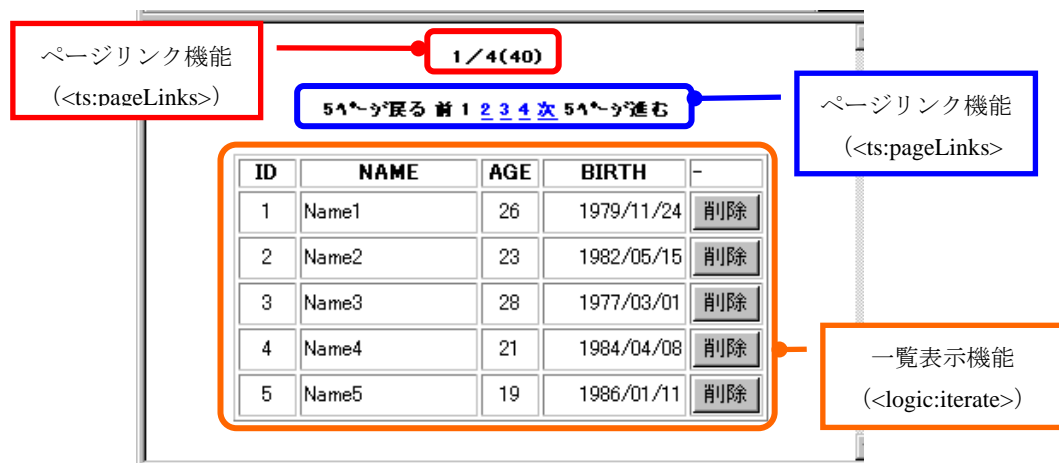 ページリンク機能
(<ts:pageLinks>)
1／4(40)
5ﾍﾟｰｼﾞ戻る 前 1 2 3 4 次 5ﾍﾟｰｼﾞ進む
ページリンク機能
(<ts:pageLinks>
ID NAME AGE BIRTH -
1 Name1 26 1979/11/24 削除
2 Name2 23 1982/05/15 削除
3 Name3 28 1977/03/01 削除
4 Name4 21 1984/04/08 削除
5 Name5 19 1986/01/11 削除
一覧表示機能
(<logic:iterate>)